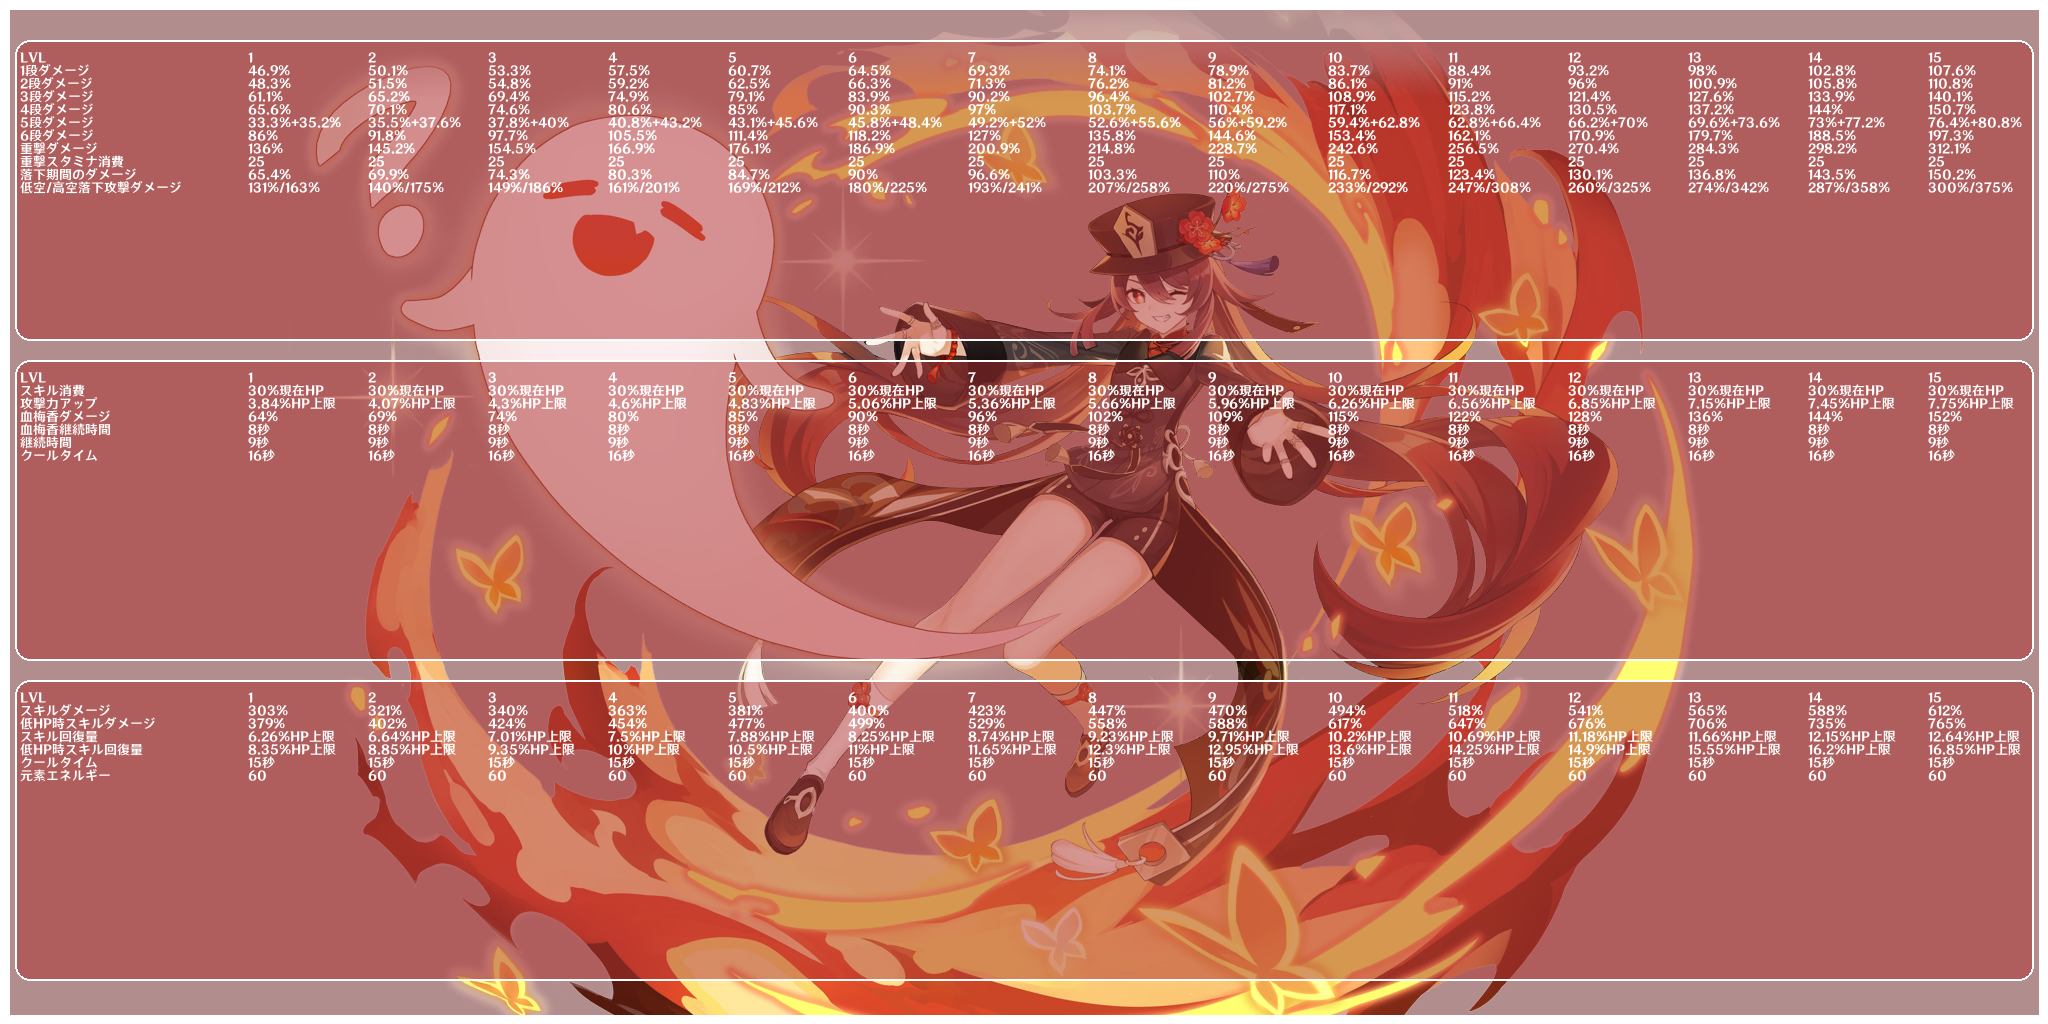 LVL 1 2 3 4 5 6 7 8 9 10 11 12 13 14 15
1段ダメージ 46.9% 50.1% 53.3% 57.5% 60.7% 64.5% 69.3% 74.1% 78.9% 83.7% 88.4% 93.2% 98% 102.8% 107.6%
2段ダメージ 48.3% 51.5% 54.8% 59.2% 62.5% 66.3% 71.3% 76.2% 81.2% 86.1% 91% 96% 100.9% 105.8% 110.8%
3段ダメージ 61.1% 65.2% 69.4% 74.9% 79.1% 83.9% 90.2% 96.4% 102.7% 108.9% 115.2% 121.4% 127.6% 133.9% 140.1%
4段ダメージ 65.6% 70.1% 74.6% 80.6% 85% 90.3% 97% 103.7% 110.4% 117.1% 123.8% 130.5% 137.2% 144% 150.7%
5段ダメージ 33.3%+35.2% 35.5%+37.6% 37.8%+40% 40.8%+43.2% 43.1%+45.6% 45.8%+48.4% 49.2%+52% 52.6%+55.6% 56%+59.2% 59.4%+62.8% 62.8%+66.4% 66.2%+70% 69.6%+73.6% 73%+77.2% 76.4%+80.8%
6段ダメージ 86% 91.8% 97.7% 105.5% 111.4% 118.2% 127% 135.8% 144.6% 153.4% 162.1% 170.9% 179.7% 188.5% 197.3%
重撃ダメージ 136% 145.2% 154.5% 166.9% 176.1% 186.9% 200.9% 214.8% 228.7% 242.6% 256.5% 270.4% 284.3% 298.2% 312.1%
重撃スタミナ消費 25 25 25 25 25 25 25 25 25 25 25 25 25 25 25
落下期間のダメージ 65.4% 69.9% 74.3% 80.3% 84.7% 90% 96.6% 103.3% 110% 116.7% 123.4% 130.1% 136.8% 143.5% 150.2%
低空/高空落下攻撃ダメージ 131%/163% 140%/175% 149%/186% 161%/201% 169%/212% 180%/225% 193%/241% 207%/258% 220%/275% 233%/292% 247%/308% 260%/325% 274%/342% 287%/358% 300%/375%
LVL 1 2 3 4 5 6 7 8 9 10 11 12 13 14 15
スキル消費 30%現在HP 30%現在HP 30%現在HP 30%現在HP 30%現在HP 30%現在HP 30%現在HP 30%現在HP 30%現在HP 30%現在HP 30%現在HP 30%現在HP 30%現在HP 30%現在HP 30%現在HP
攻撃力アップ 3.84%HP上限 4.07%HP上限 4.3%HP上限 4.6%HP上限 4.83%HP上限 5.06%HP上限 5.36%HP上限 5.66%HP上限 5.96%HP上限 6.26%HP上限 6.56%HP上限 6.85%HP上限 7.15%HP上限 7.45%HP上限 7.75%HP上限
血梅香ダメージ 64% 69% 74% 80% 85% 90% 96% 102% 109% 115% 122% 128% 136% 144% 152%
血梅香継続時間 8秒 8秒 8秒 8秒 8秒 8秒 8秒 8秒 8秒 8秒 8秒 8秒 8秒 8秒 8秒
継続時間 9秒 9秒 9秒 9秒 9秒 9秒 9秒 9秒 9秒 9秒 9秒 9秒 9秒 9秒 9秒
クールタイム 16秒 16秒 16秒 16秒 16秒 16秒 16秒 16秒 16秒 16秒 16秒 16秒 16秒 16秒 16秒
LVL 1 2 3 4 5 6 7 8 9 10 11 12 13 14 15
スキルダメージ 303% 321% 340% 363% 381% 400% 423% 447% 470% 494% 518% 541% 565% 588% 612%
低HP時スキルダメージ 379% 402% 424% 454% 477% 499% 529% 558% 588% 617% 647% 676% 706% 735% 765%
スキル回復量 6.26%HP上限 6.64%HP上限 7.01%HP上限 7.5%HP上限 7.88%HP上限 8.25%HP上限 8.74%HP上限 9.23%HP上限 9.71%HP上限 10.2%HP上限 10.69%HP上限 11.18%HP上限 11.66%HP上限 12.15%HP上限 12.64%HP上限
低HP時スキル回復量 8.35%HP上限 8.85%HP上限 9.35%HP上限 10%HP上限 10.5%HP上限 11%HP上限 11.65%HP上限 12.3%HP上限 12.95%HP上限 13.6%HP上限 14.25%HP上限 14.9%HP上限 15.55%HP上限 16.2%HP上限 16.85%HP上限
クールタイム 15秒 15秒 15秒 15秒 15秒 15秒 15秒 15秒 15秒 15秒 15秒 15秒 15秒 15秒 15秒
元素エネルギー 60 60 60 60 60 60 60 60 60 60 60 60 60 60 60